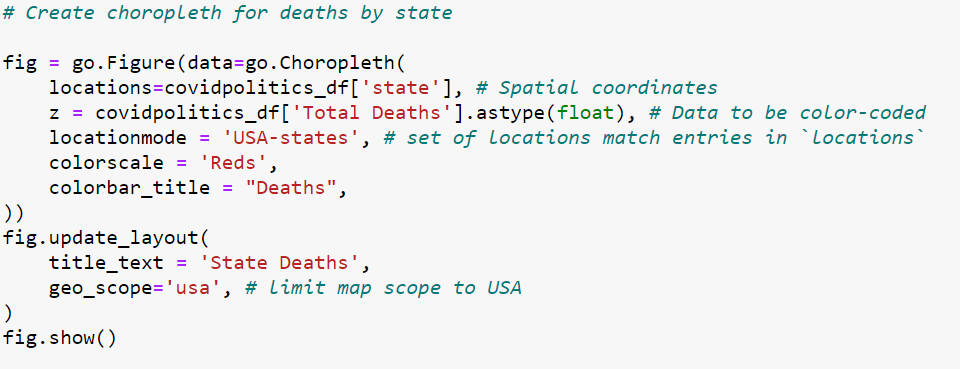 # Create choropleth for deaths by state
fig = go.Figure(data=go.Choropleth(
    locations=covidpolitics_df['state'], # Spatial coordinates
    z = covidpolitics_df['Total Deaths'].astype(float), # Data to be color-coded
    locationmode = 'USA-states', # set of locations match entries in `locations`
    colorscale = 'Reds',
    colorbar_title = "Deaths",
))
fig.update_layout(
    title_text = 'State Deaths',
    geo_scope='usa', # limit map scope to USA
)
fig.show()